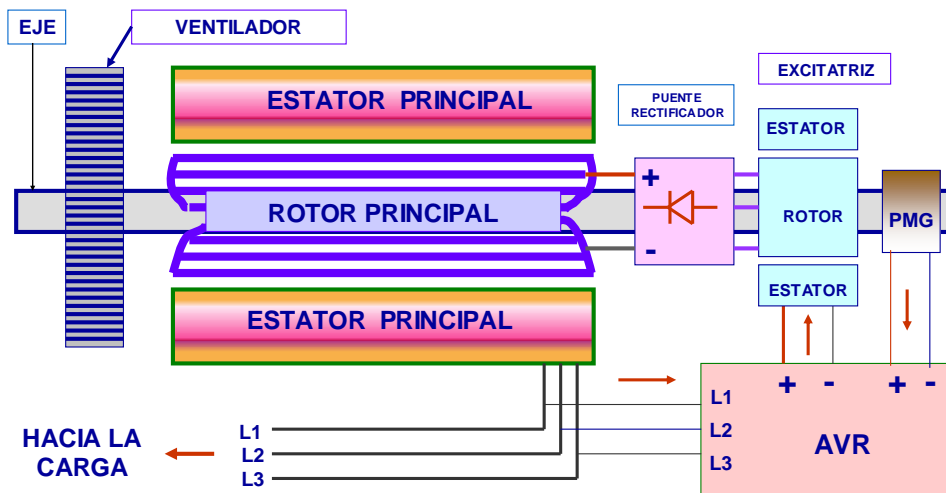 EJE
VENTILADOR
ESTATOR PRINCIPAL
PUENTE
RECTIFICADOR
EXCITATRIZ
ESTATOR
ROTOR PRINCIPAL
+
-
ROTOR
PMG
ESTATOR
ESTATOR PRINCIPAL
+ - + -
AVR
L1
L2
L3
HACIA LA
CARGA
L1
L2
L3